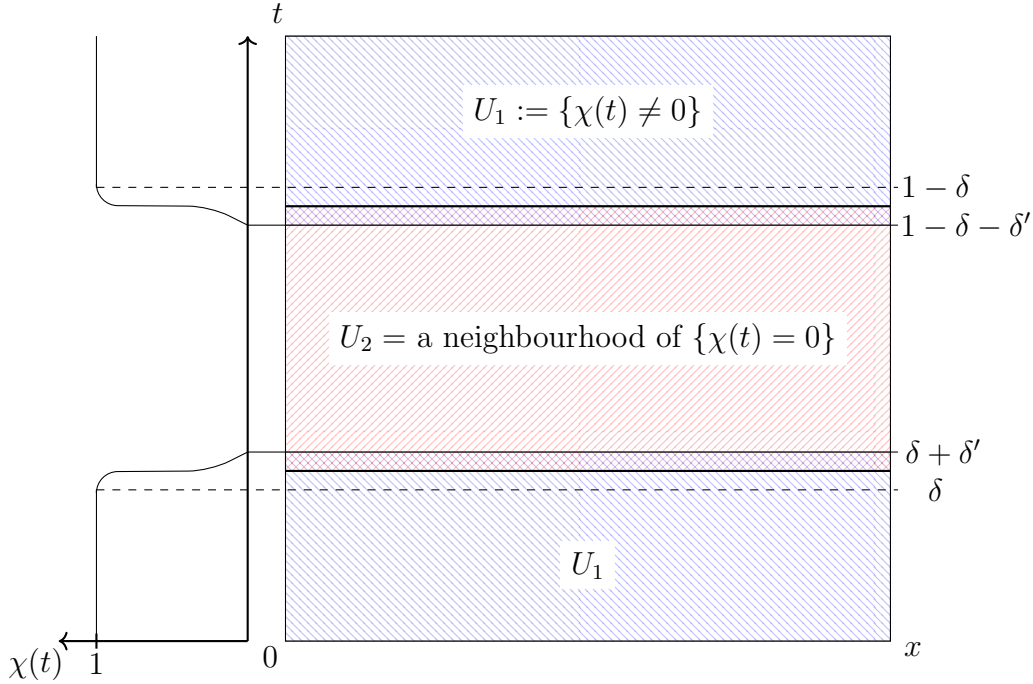 t
U₁ := {χ(t) ≠ 0}
1 − δ
1 − δ − δ′
U₂ = a neighbourhood of {χ(t) = 0}
δ + δ′
δ
U₁
χ(t)
1
0
x